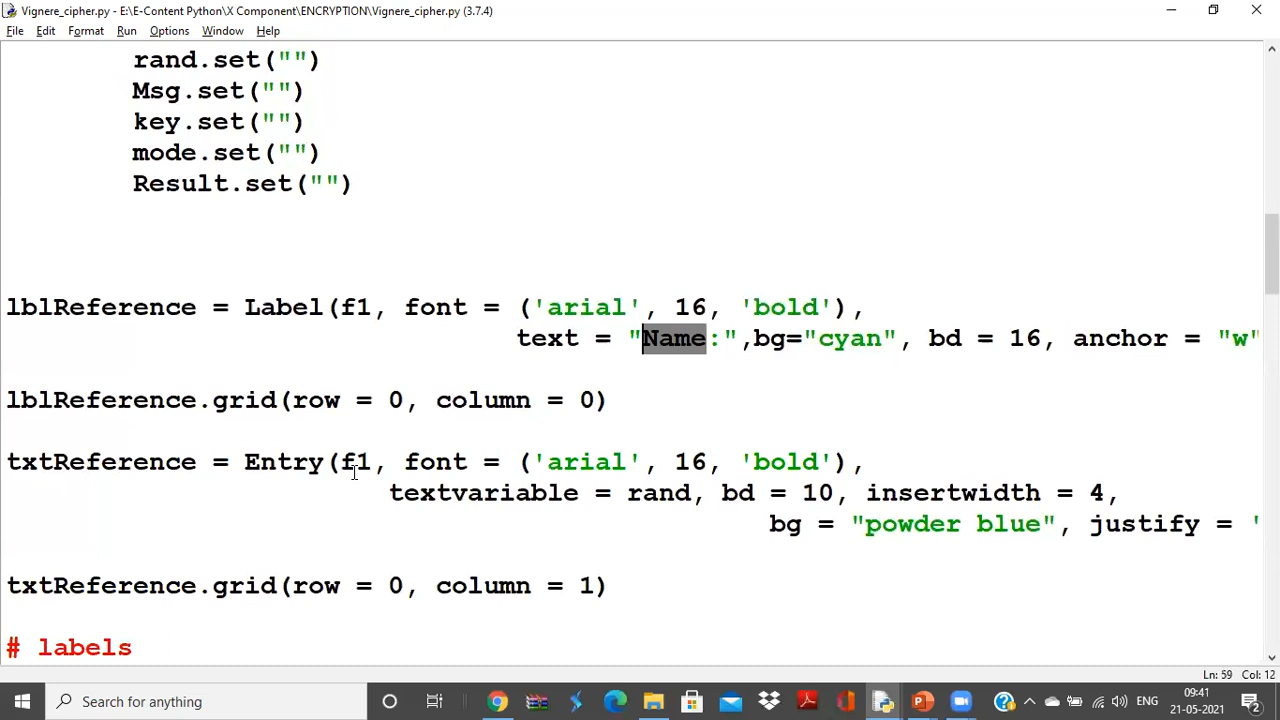 Vignere_cipher.py - E:\E-Content Python\X Component\ENCRYPTION\Vignere_cipher.py (3.7.4)
File Edit Format Run Options Window Help
rand.set("")
Msg.set("")
key.set("")
mode.set("")
Result.set("")
lblReference = Label(f1, font = ('arial', 16, 'bold'),
text = "Name:",bg="cyan", bd = 16, anchor = "w"
lblReference.grid(row = 0, column = 0)
txtReference = Entry(f1, font = ('arial', 16, 'bold'),
textvariable = rand, bd = 10, insertwidth = 4,
bg = "powder blue", justify = '
txtReference.grid(row = 0, column = 1)
# labels
Ln: 59 Col: 12
Search for anything
ENG
09:41
21-05-2021
2